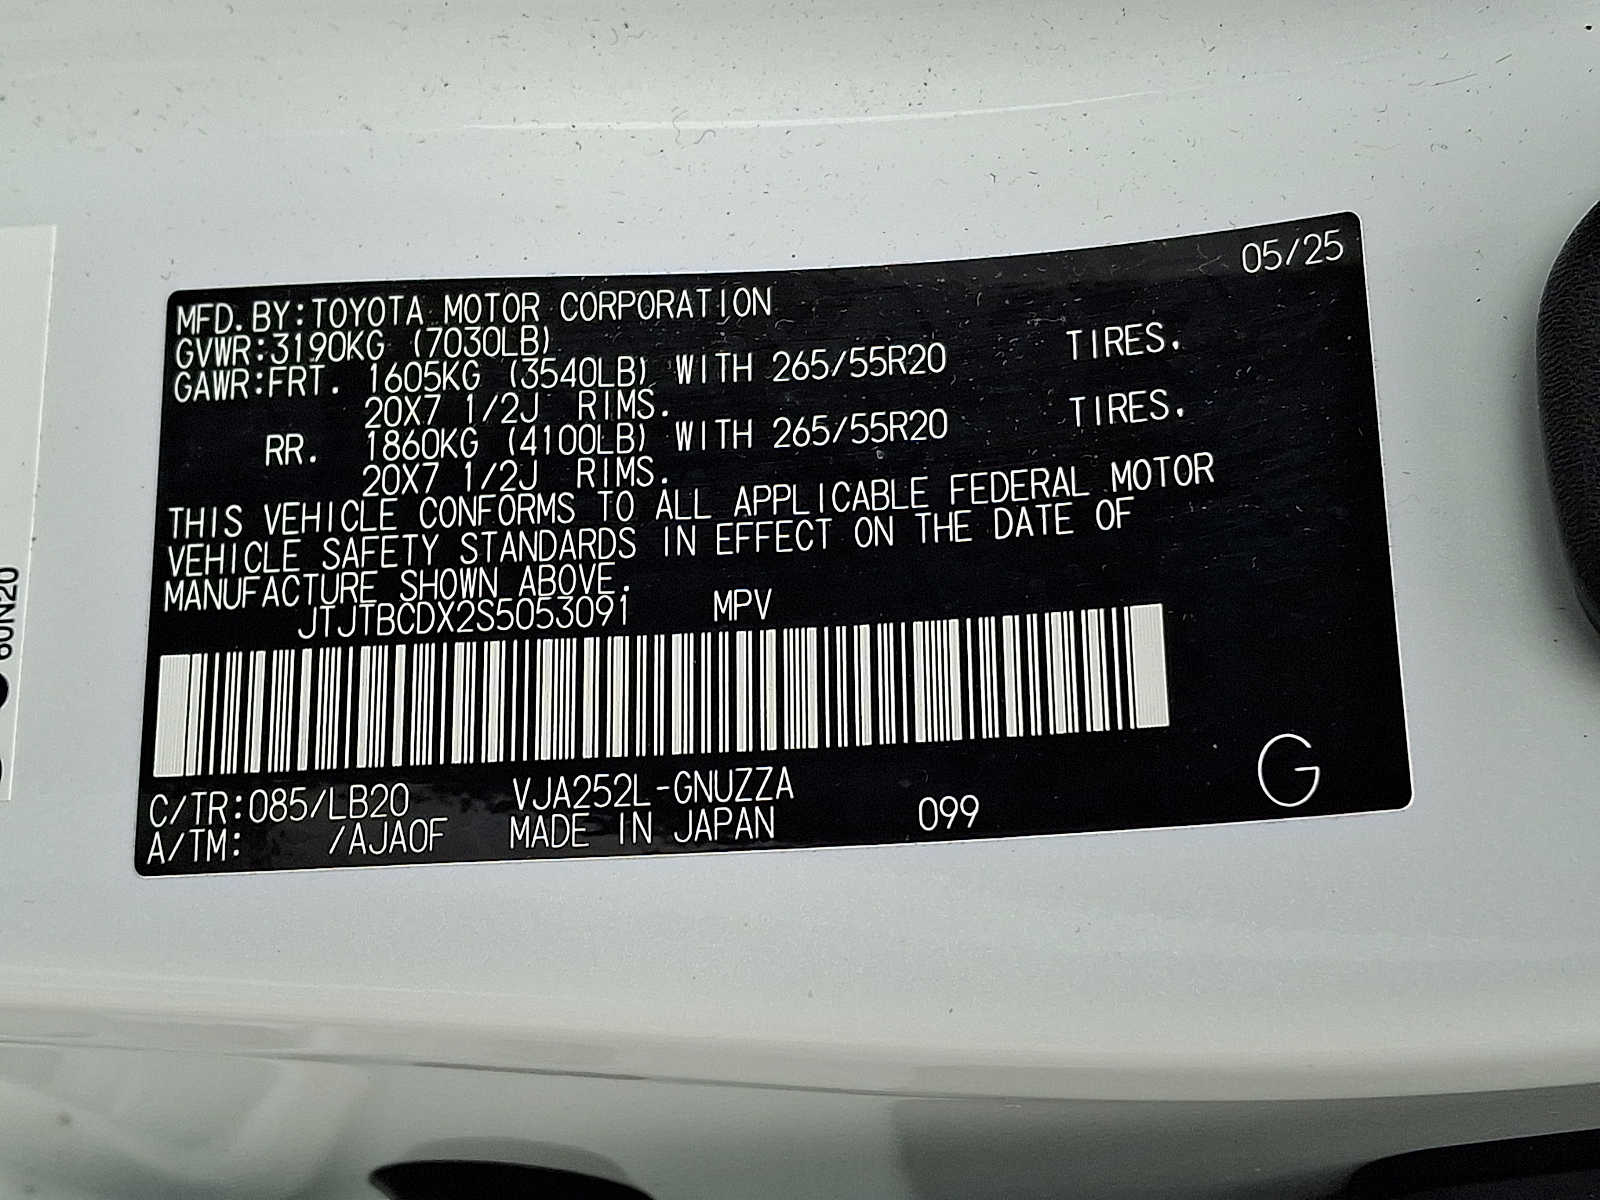 05/25
MFD.BY:TOYOTA MOTOR CORPORATION
GVWR:3190KG (7030LB)
GAWR:FRT. 1605KG (3540LB) WITH 265/55R20 TIRES.
20X7 1/2J RIMS.
RR. 1860KG (4100LB) WITH 265/55R20 TIRES.
20X7 1/2J RIMS.
THIS VEHICLE CONFORMS TO ALL APPLICABLE FEDERAL MOTOR
VEHICLE SAFETY STANDARDS IN EFFECT ON THE DATE OF
MANUFACTURE SHOWN ABOVE.
JTJTBCDX2S5053091 MPV
C/TR:085/LB20 VJA252L-GNUZZA
A/TM: /AJA0F MADE IN JAPAN 099 G
60N20